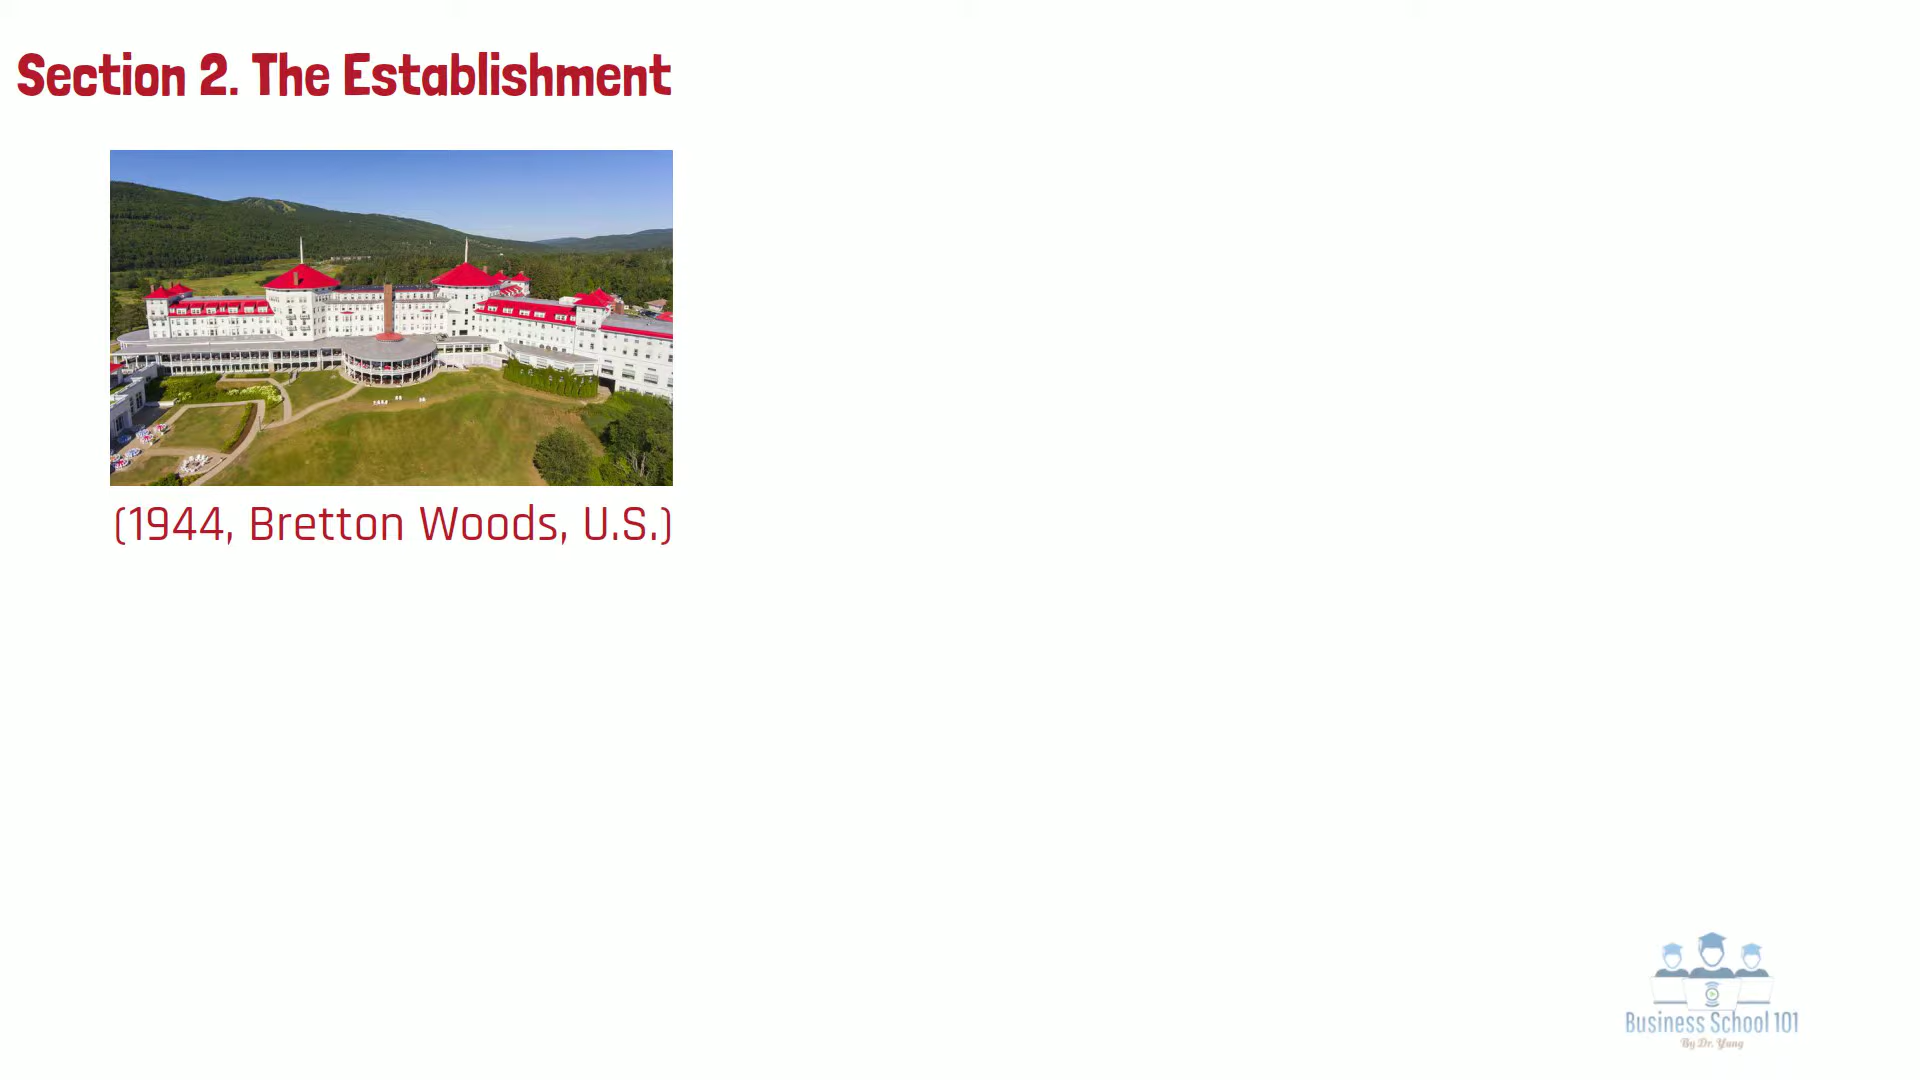 Section 2. The Establishment
(1944, Bretton Woods, U.S.)
Business School 101
By Dr. Yang